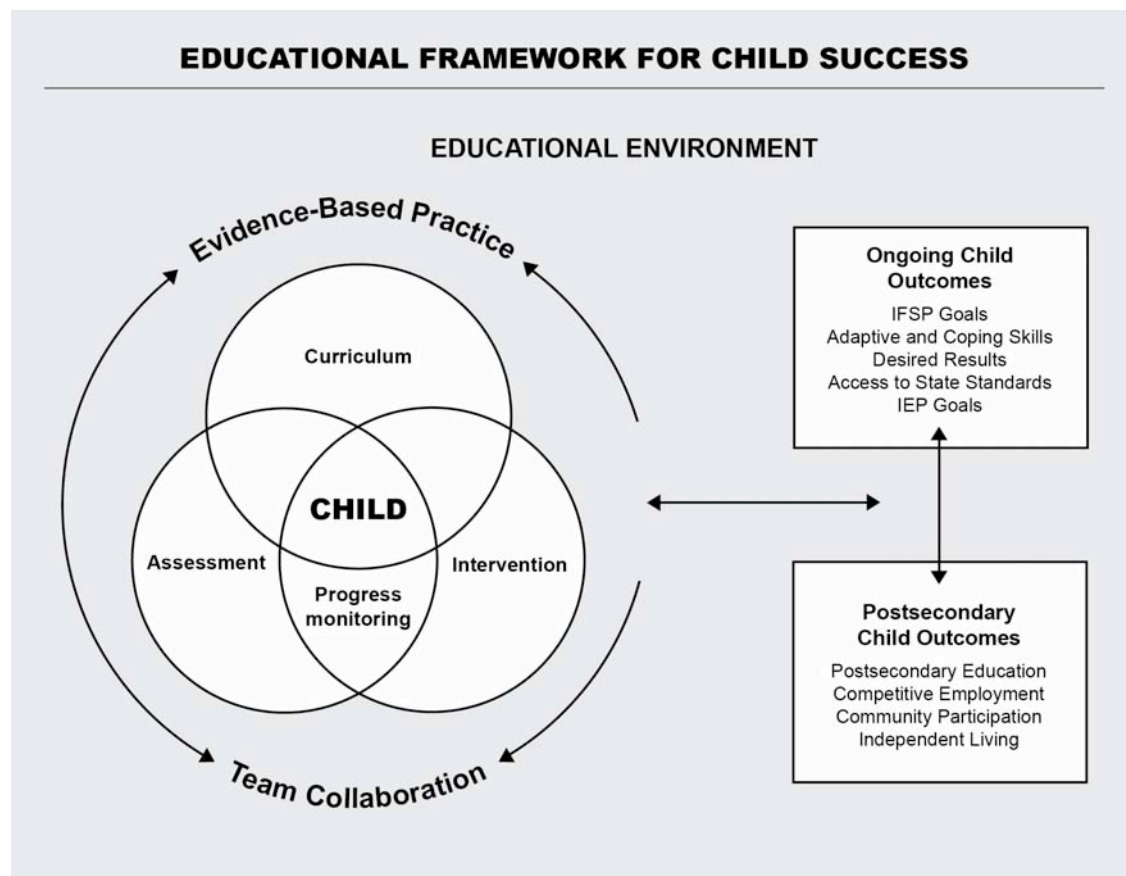 EDUCATIONAL FRAMEWORK FOR CHILD SUCCESS
EDUCATIONAL ENVIRONMENT
Evidence-Based Practice
Curriculum
CHILD
Assessment
Intervention
Progress
monitoring
Team Collaboration
Ongoing Child
Outcomes
IFSP Goals
Adaptive and Coping Skills
Desired Results
Access to State Standards
IEP Goals
Postsecondary
Child Outcomes
Postsecondary Education
Competitive Employment
Community Participation
Independent Living